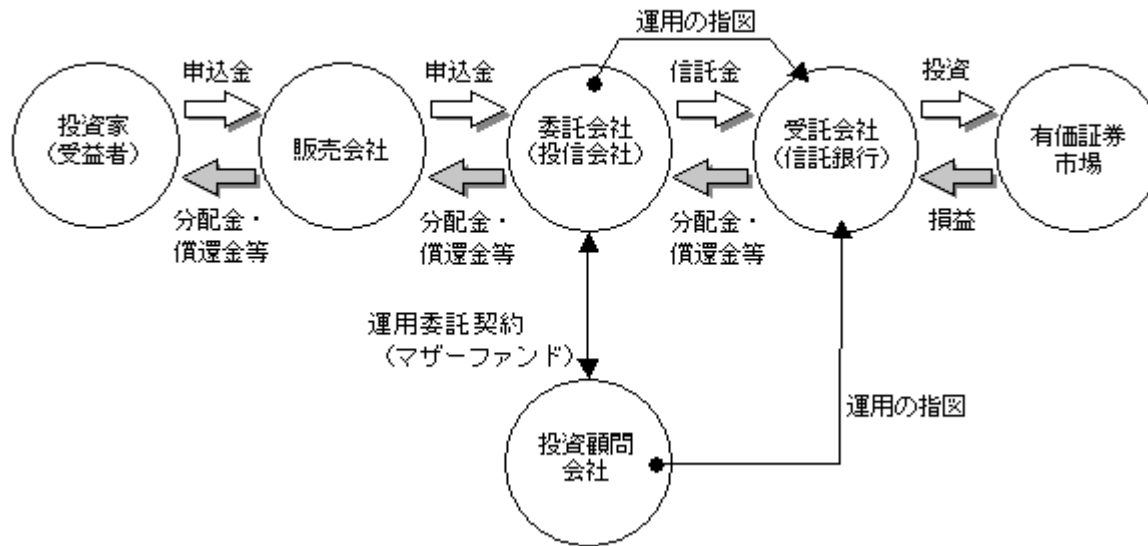 運用の指図
申込金
申込金
信託金
投資
投資家
(受益者)
販売会社
委託会社
(投信会社)
受託会社
(信託銀行)
有価証券
市場
分配金・
償還金等
分配金・
償還金等
分配金・
償還金等
損益
運用委託契約
(マザーファンド)
運用の指図
投資顧問
会社